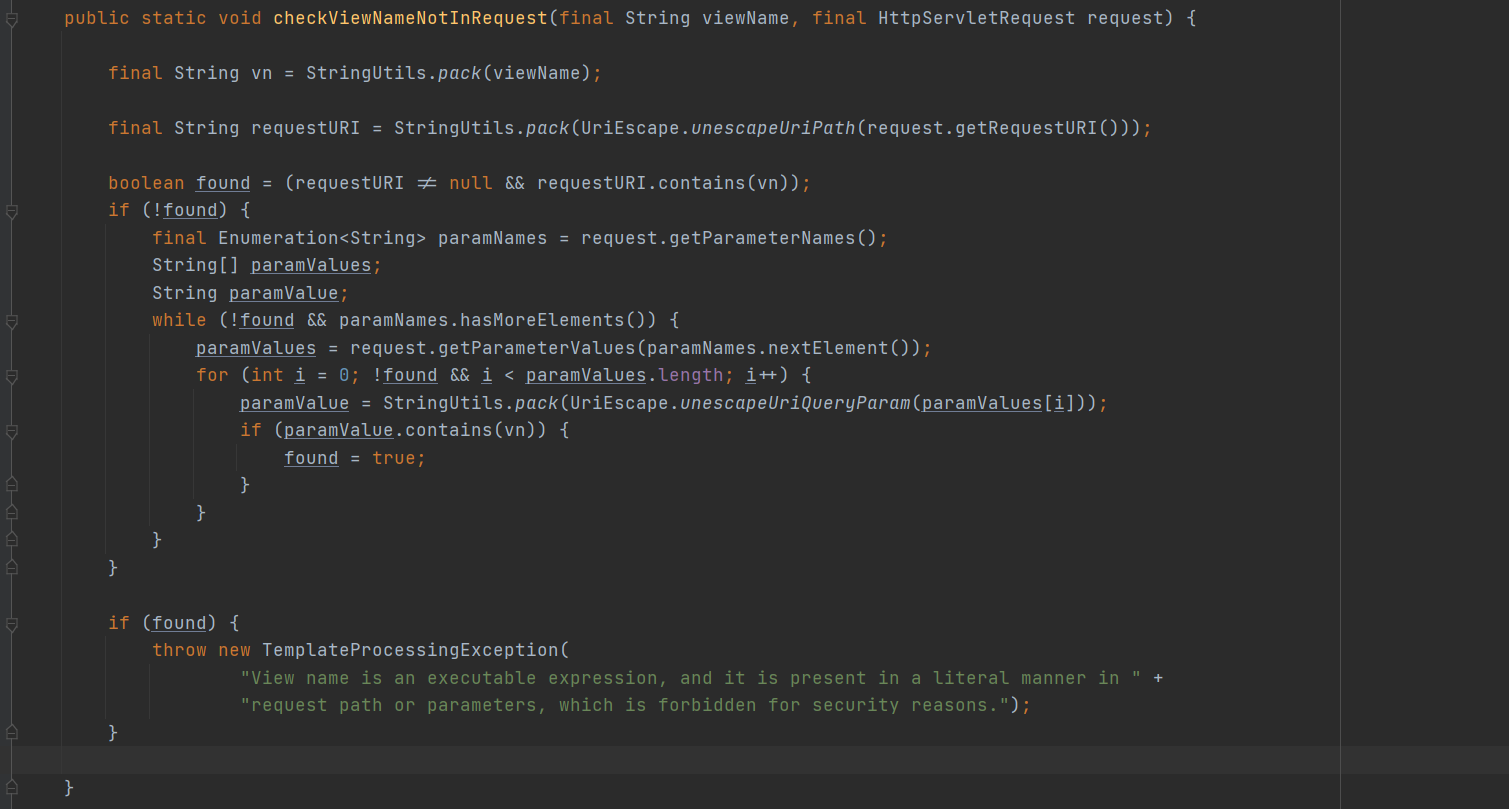 public static void checkViewNameNotInRequest(final String viewName, final HttpServletRequest request) {
final String vn = StringUtils.pack(viewName);
final String requestURI = StringUtils.pack(UriEscape.unescapeUriPath(request.getRequestURI()));
boolean found = (requestURI != null && requestURI.contains(vn));
if (!found) {
final Enumeration<String> paramNames = request.getParameterNames();
String[] paramValues;
String paramValue;
while (!found && paramNames.hasMoreElements()) {
paramValues = request.getParameterValues(paramNames.nextElement());
for (int i = 0; !found && i < paramValues.length; i++) {
paramValue = StringUtils.pack(UriEscape.unescapeUriQueryParam(paramValues[i]));
if (paramValue.contains(vn)) {
found = true;
}
}
}
}
if (found) {
throw new TemplateProcessingException(
"View name is an executable expression, and it is present in a literal manner in " +
"request path or parameters, which is forbidden for security reasons.");
}
}